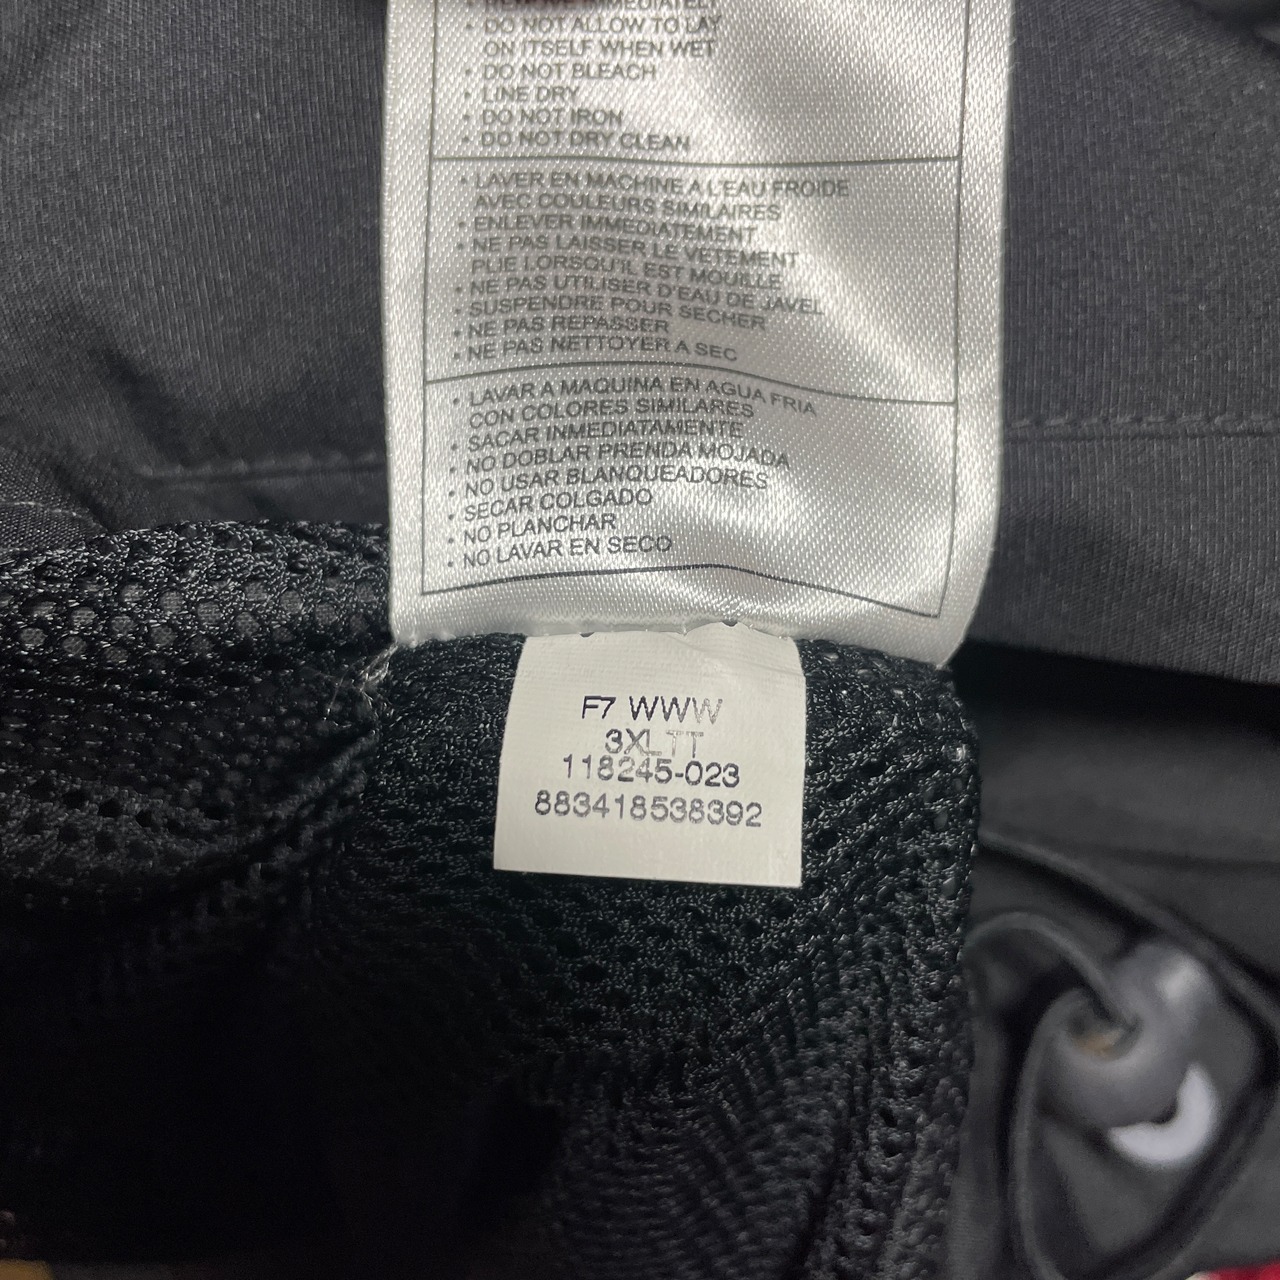 IMMEDIATELY
• DO NOT ALLOW TO LAY
ON ITSELF WHEN WET
• DO NOT BLEACH
• LINE DRY
• DO NOT IRON
• DO NOT DRY CLEAN
• LAVER EN MACHINE A L'EAU FROIDE
AVEC COULEURS SIMILAIRES
• ENLEVER IMMEDIATEMENT
• NE PAS LAISSER LE VETEMENT
PLIE LORSQU'IL EST MOUILLE
• NE PAS UTILISER D'EAU DE JAVEL
• SUSPENDRE POUR SECHER
• NE PAS REPASSER
• NE PAS NETTOYER A SEC
• LAVAR A MAQUINA EN AGUA FRIA
CON COLORES SIMILARES
• SACAR INMEDIATAMENTE
• NO DOBLAR PRENDA MOJADA
• NO USAR BLANQUEADORES
• SECAR COLGADO
• NO PLANCHAR
• NO LAVAR EN SECO
F7 WWW
3XLTT
118245-023
883418538392